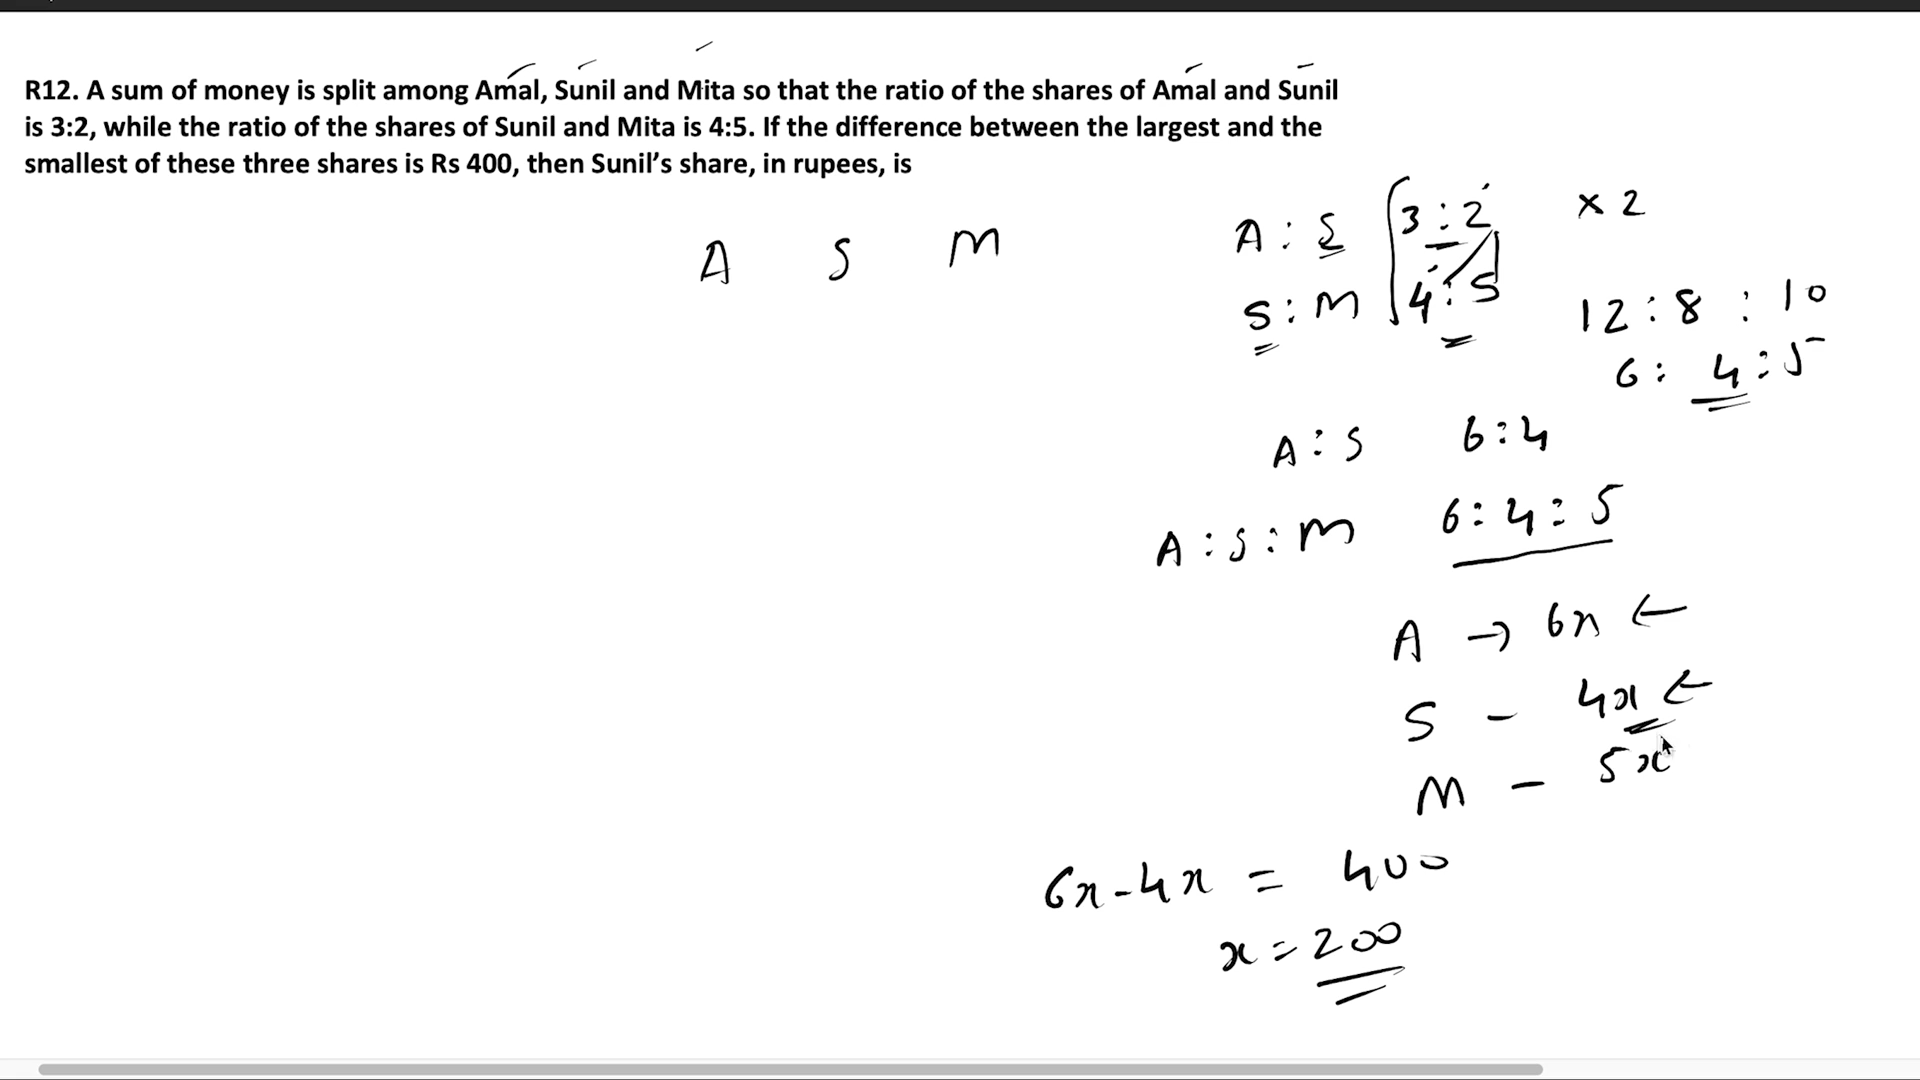 R12. A sum of money is split among Amal, Sunil and Mita so that the ratio of the shares of Amal and Sunil
is 3:2, while the ratio of the shares of Sunil and Mita is 4:5. If the difference between the largest and the
smallest of these three shares is Rs 400, then Sunil's share, in rupees, is
A S M
A : S 3 : 2 × 2
S : M 4 : 5
12 : 8 : 10
6 : 4 : 5
A : S 6 : 4
A : S : M 6 : 4 : 5
A → 6x ←
S - 4x ←
M - 5x
6x - 4x = 400
x = 200